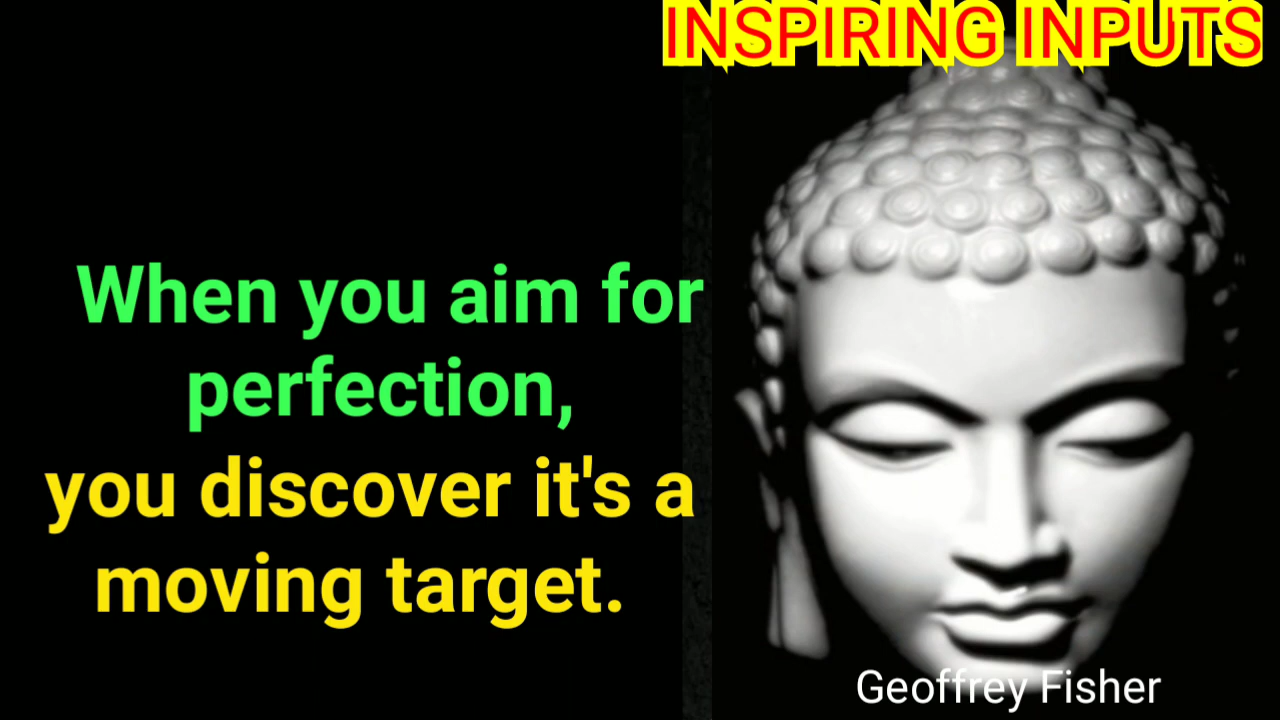 INSPIRING INPUTS
When you aim for
perfection,
you discover it's a
moving target.
Geoffrey Fisher